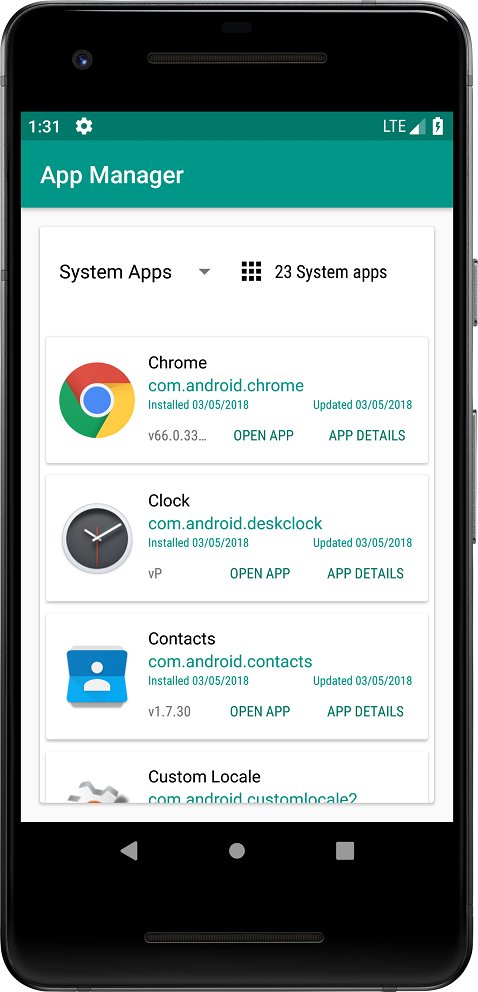 1:31 LTE
App Manager
System Apps 23 System apps
Chrome
com.android.chrome
Installed 03/05/2018 Updated 03/05/2018
v66.0.33... OPEN APP APP DETAILS
Clock
com.android.deskclock
Installed 03/05/2018 Updated 03/05/2018
vP OPEN APP APP DETAILS
Contacts
com.android.contacts
Installed 03/05/2018 Updated 03/05/2018
v1.7.30 OPEN APP APP DETAILS
Custom Locale
com.android.customlocale2